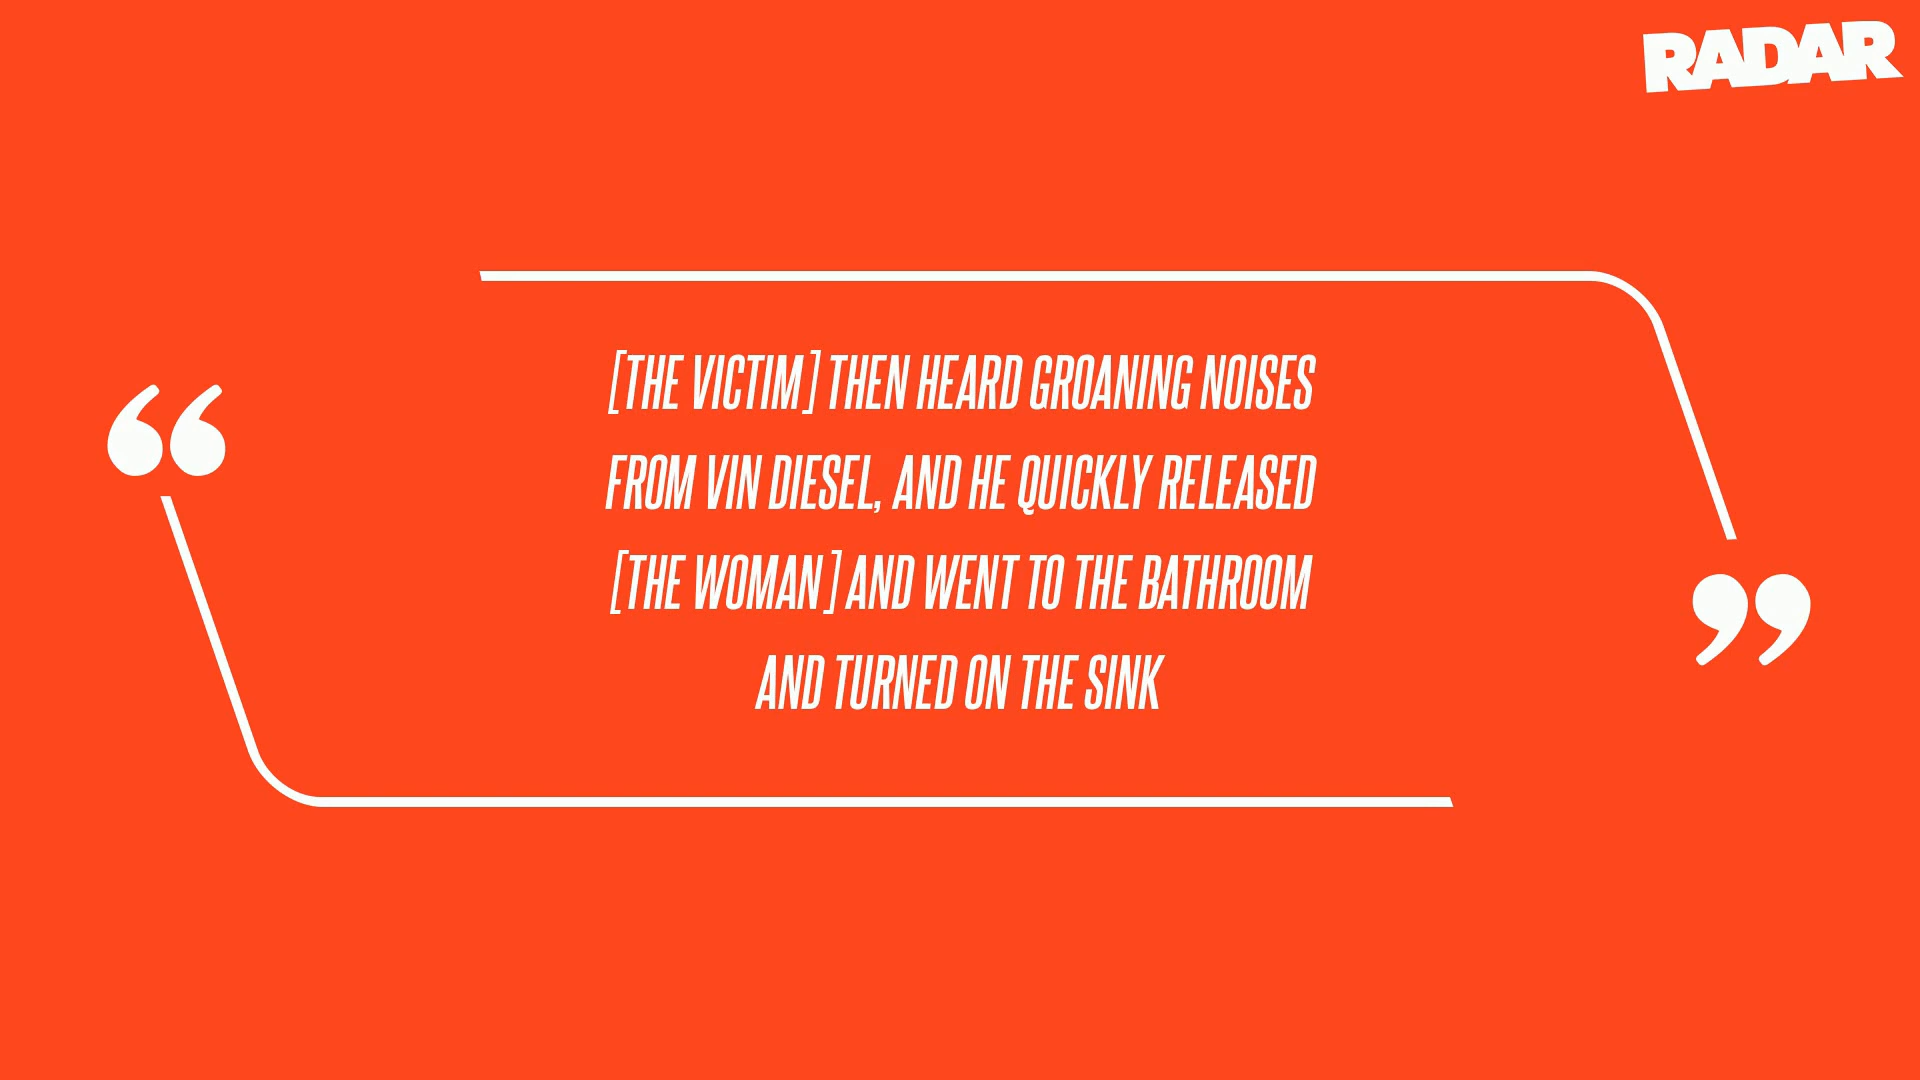 RADAR
[THE VICTIM] THEN HEARD GROANING NOISES
FROM VIN DIESEL, AND HE QUICKLY RELEASED
[THE WOMAN] AND WENT TO THE BATHROOM
AND TURNED ON THE SINK